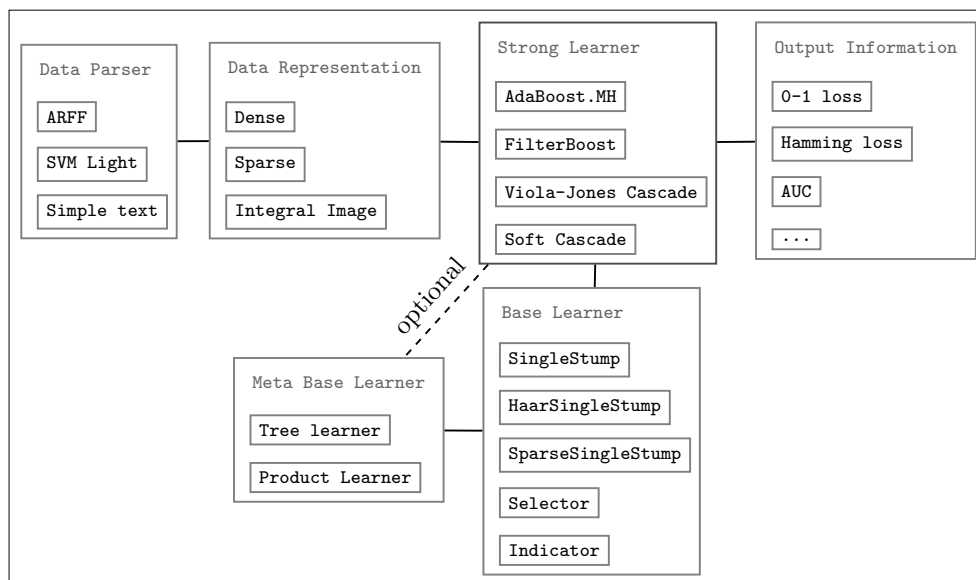 Data Parser
ARFF
SVM Light
Simple text
Data Representation
Dense
Sparse
Integral Image
Strong Learner
AdaBoost.MH
FilterBoost
Viola-Jones Cascade
Soft Cascade
Output Information
0-1 loss
Hamming loss
AUC
...
optional
Meta Base Learner
Tree learner
Product Learner
Base Learner
SingleStump
HaarSingleStump
SparseSingleStump
Selector
Indicator